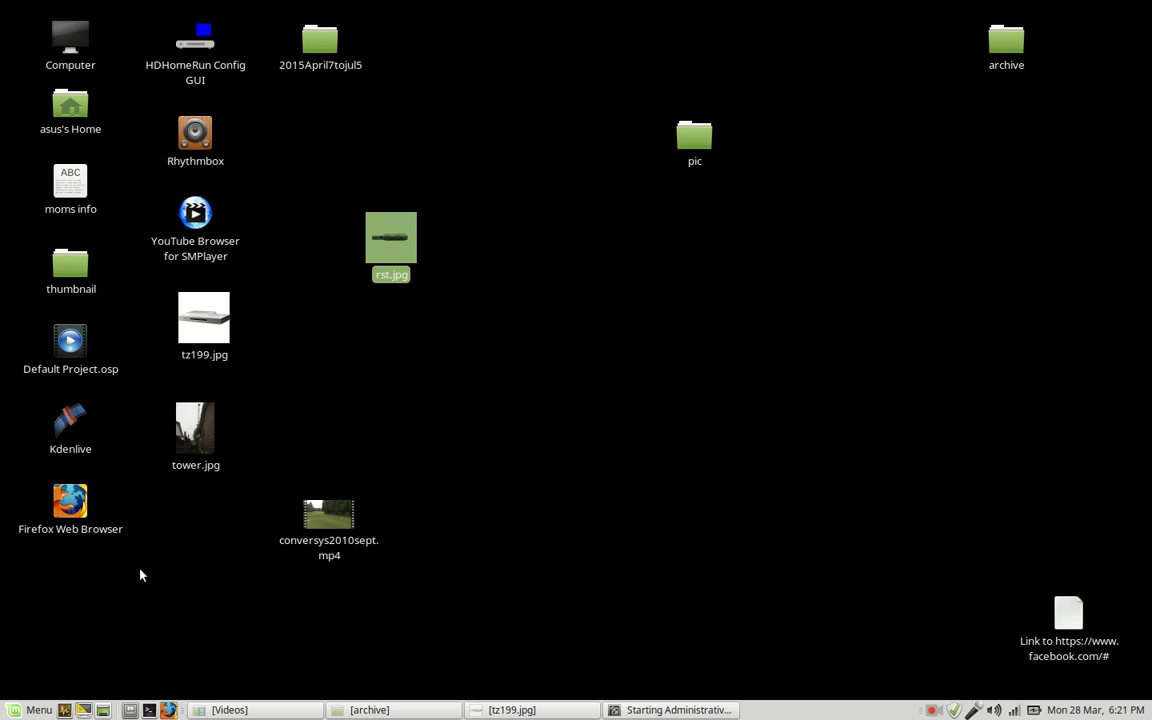 Computer
HDHomeRun Config
GUI
2015April7tojul5
archive
asus's Home
Rhythmbox
pic
ABC
moms info
YouTube Browser
for SMPlayer
rst.jpg
thumbnail
tz199.jpg
Default Project.osp
Kdenlive
tower.jpg
Firefox Web Browser
conversys2010sept.
mp4
Link to https://www.
facebook.com/#
Menu
[Videos]
[archive]
[tz199.jpg]
Starting Administrativ...
Mon 28 Mar, 6:21 PM